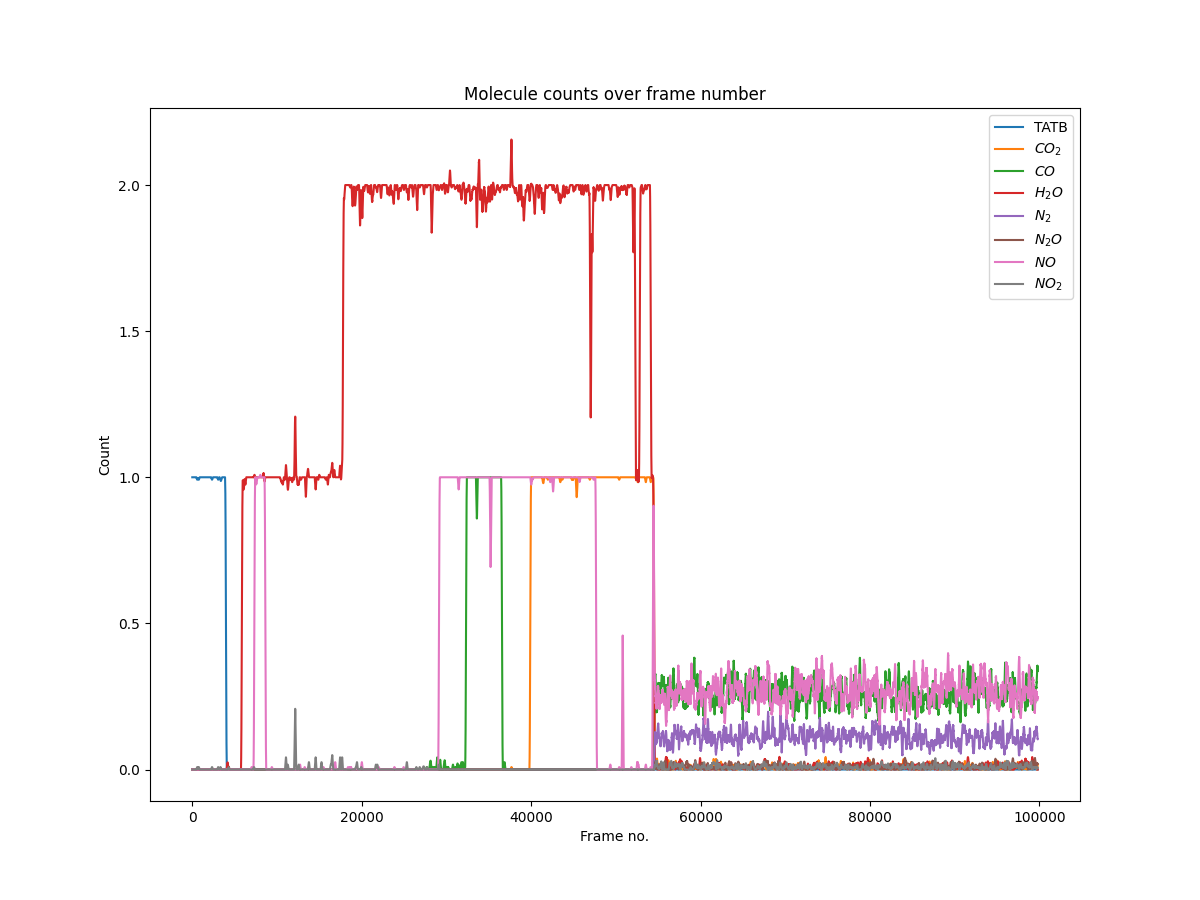 Molecule counts over frame number
TATB
CO₂
CO
H₂O
N₂
N₂O
NO
NO₂
2.0
1.5
1.0
0.5
0.0
Count
0 20000 40000 60000 80000 100000
Frame no.